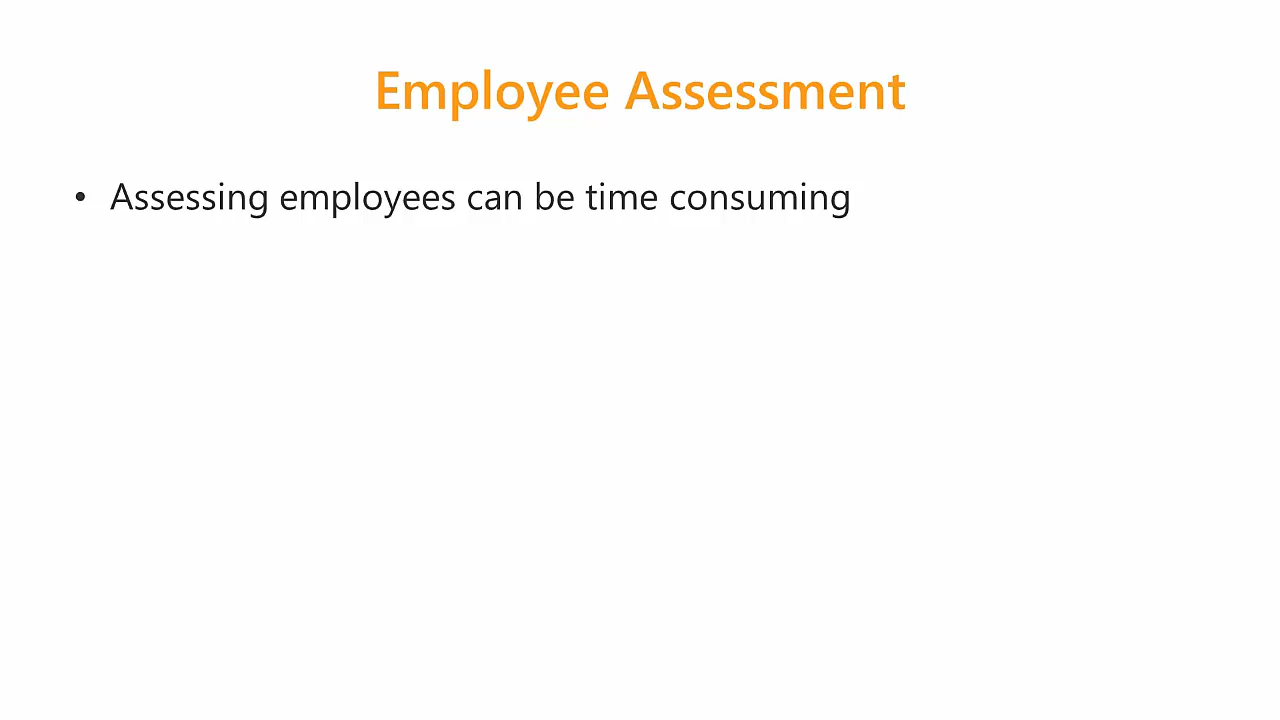 Employee Assessment
• Assessing employees can be time consuming